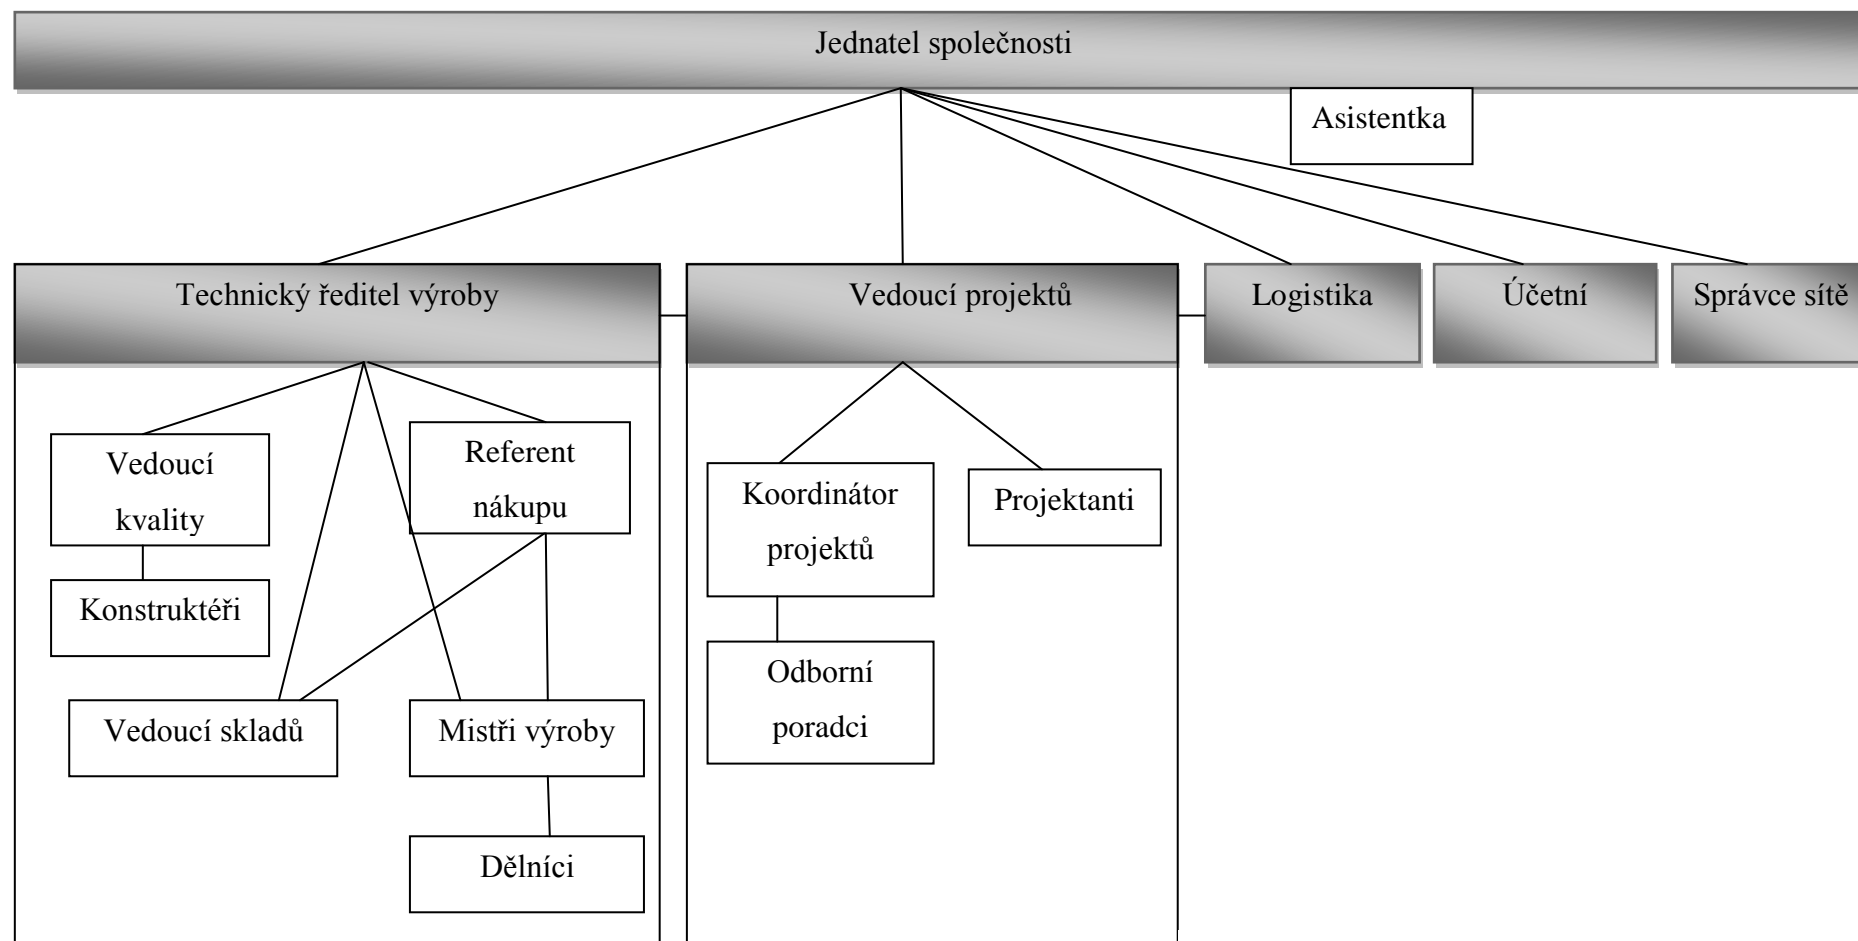 Jednatel společnosti
Asistentka
Technický ředitel výroby
Vedoucí projektů
Logistika
Účetní
Správce sítě
Vedoucí
kvality
Referent
nákupu
Koordinátor
projektů
Projektanti
Konstruktéři
Odborní
poradci
Vedoucí skladů
Mistři výroby
Dělníci